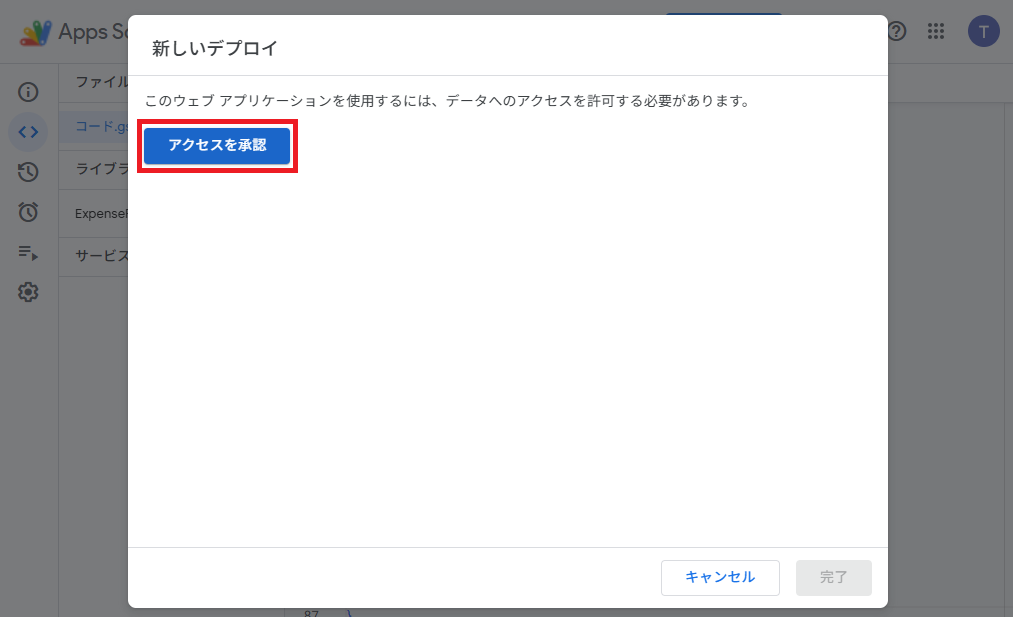 Apps Sc
T
新しいデプロイ
ファイル
このウェブ アプリケーションを使用するには、データへのアクセスを許可する必要があります。
コード.gs
アクセスを承認
ライブラ
Expense
サービス
キャンセル
完了
87